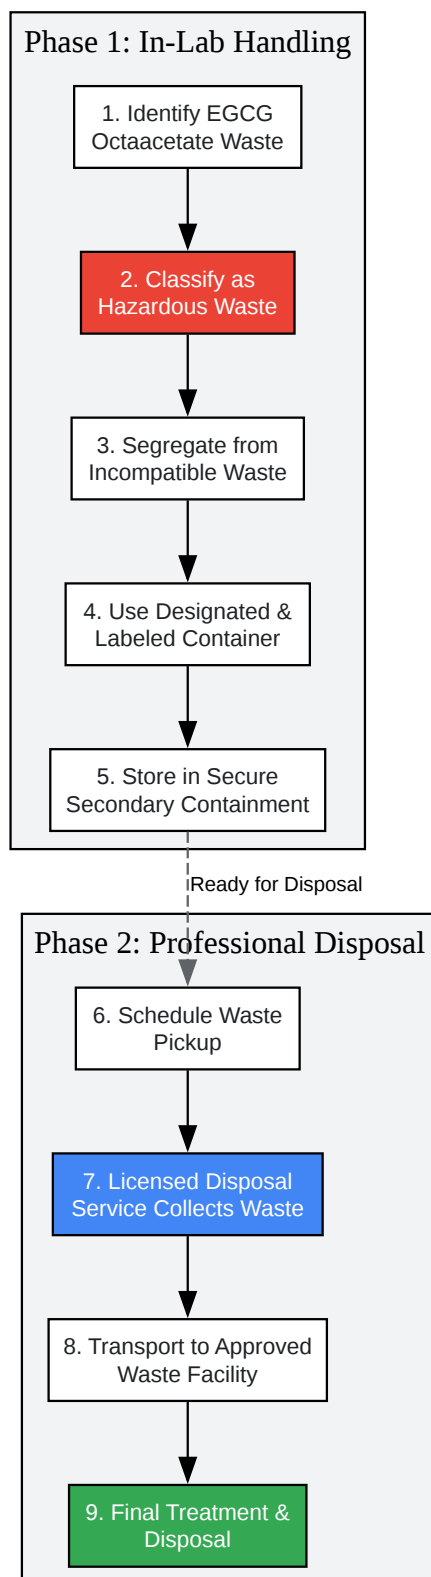 Phase 1: In-Lab Handling
1. Identify EGCG
Octaacetate Waste
2. Classify as
Hazardous Waste
3. Segregate from
Incompatible Waste
4. Use Designated &
Labeled Container
5. Store in Secure
Secondary Containment
Ready for Disposal
Phase 2: Professional Disposal
6. Schedule Waste
Pickup
7. Licensed Disposal
Service Collects Waste
8. Transport to Approved
Waste Facility
9. Final Treatment &
Disposal